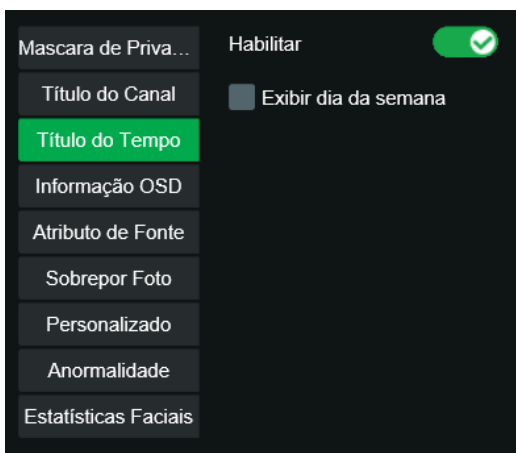 Mascara de Priva...
Habilitar
Título do Canal
Exibir dia da semana
Título do Tempo
Informação OSD
Atributo de Fonte
Sobrepor Foto
Personalizado
Anormalidade
Estatísticas Faciais